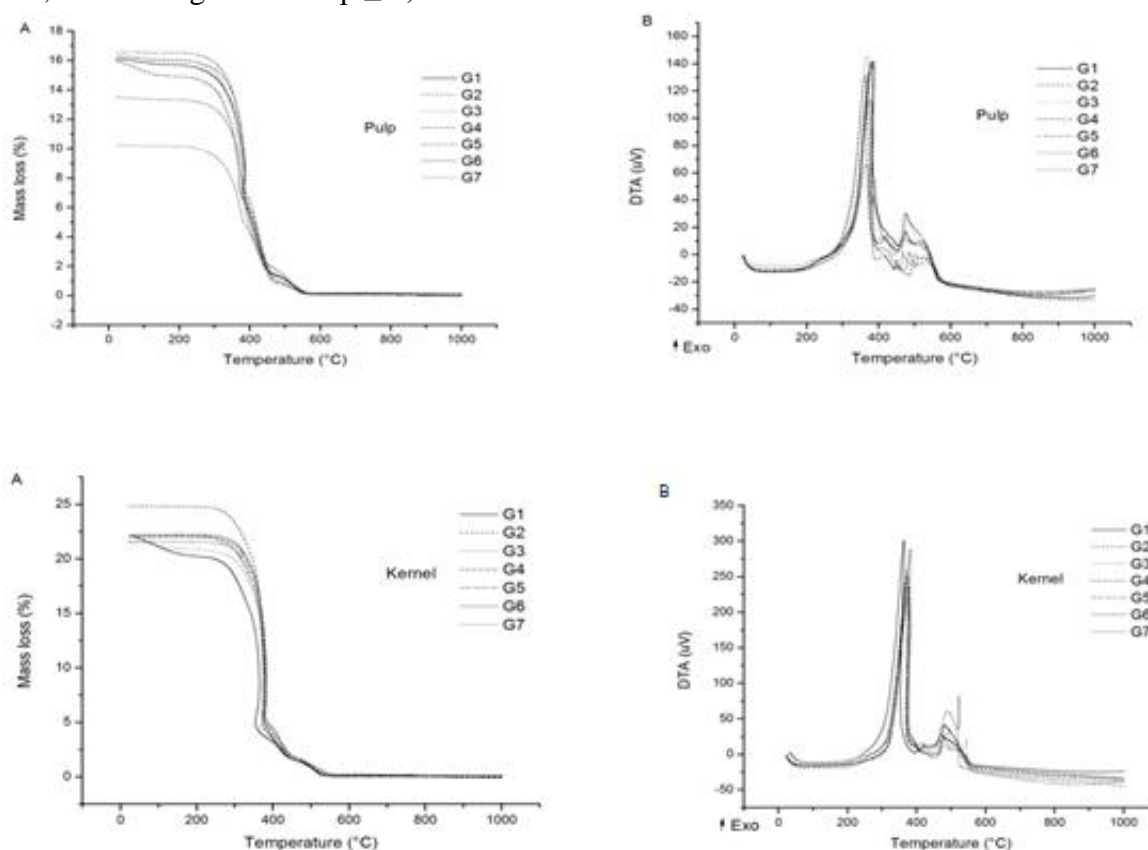 A
18
16
14
12
10
8
6
4
2
0
-2
Mass loss (%)
0 200 400 600 800 1000
Temperature (°C)
Pulp
G1
G2
G3
G4
G5
G6
G7
B
160
140
120
100
80
60
40
20
0
-20
-40
DTA (uV)
0 200 400 600 800 1000
Exo
Temperature (°C)
Pulp
G1
G2
G3
G4
G5
G6
G7
A
25
20
15
10
5
0
Mass loss (%)
0 200 400 600 800 1000
Temperature (°C)
Kernel
G1
G2
G3
G4
G5
G6
G7
B
350
300
250
200
150
100
50
0
-50
DTA (uV)
0 200 400 600 800 1000
Exo
Temperature (°C)
Kernel
G1
G2
G3
G4
G5
G6
G7